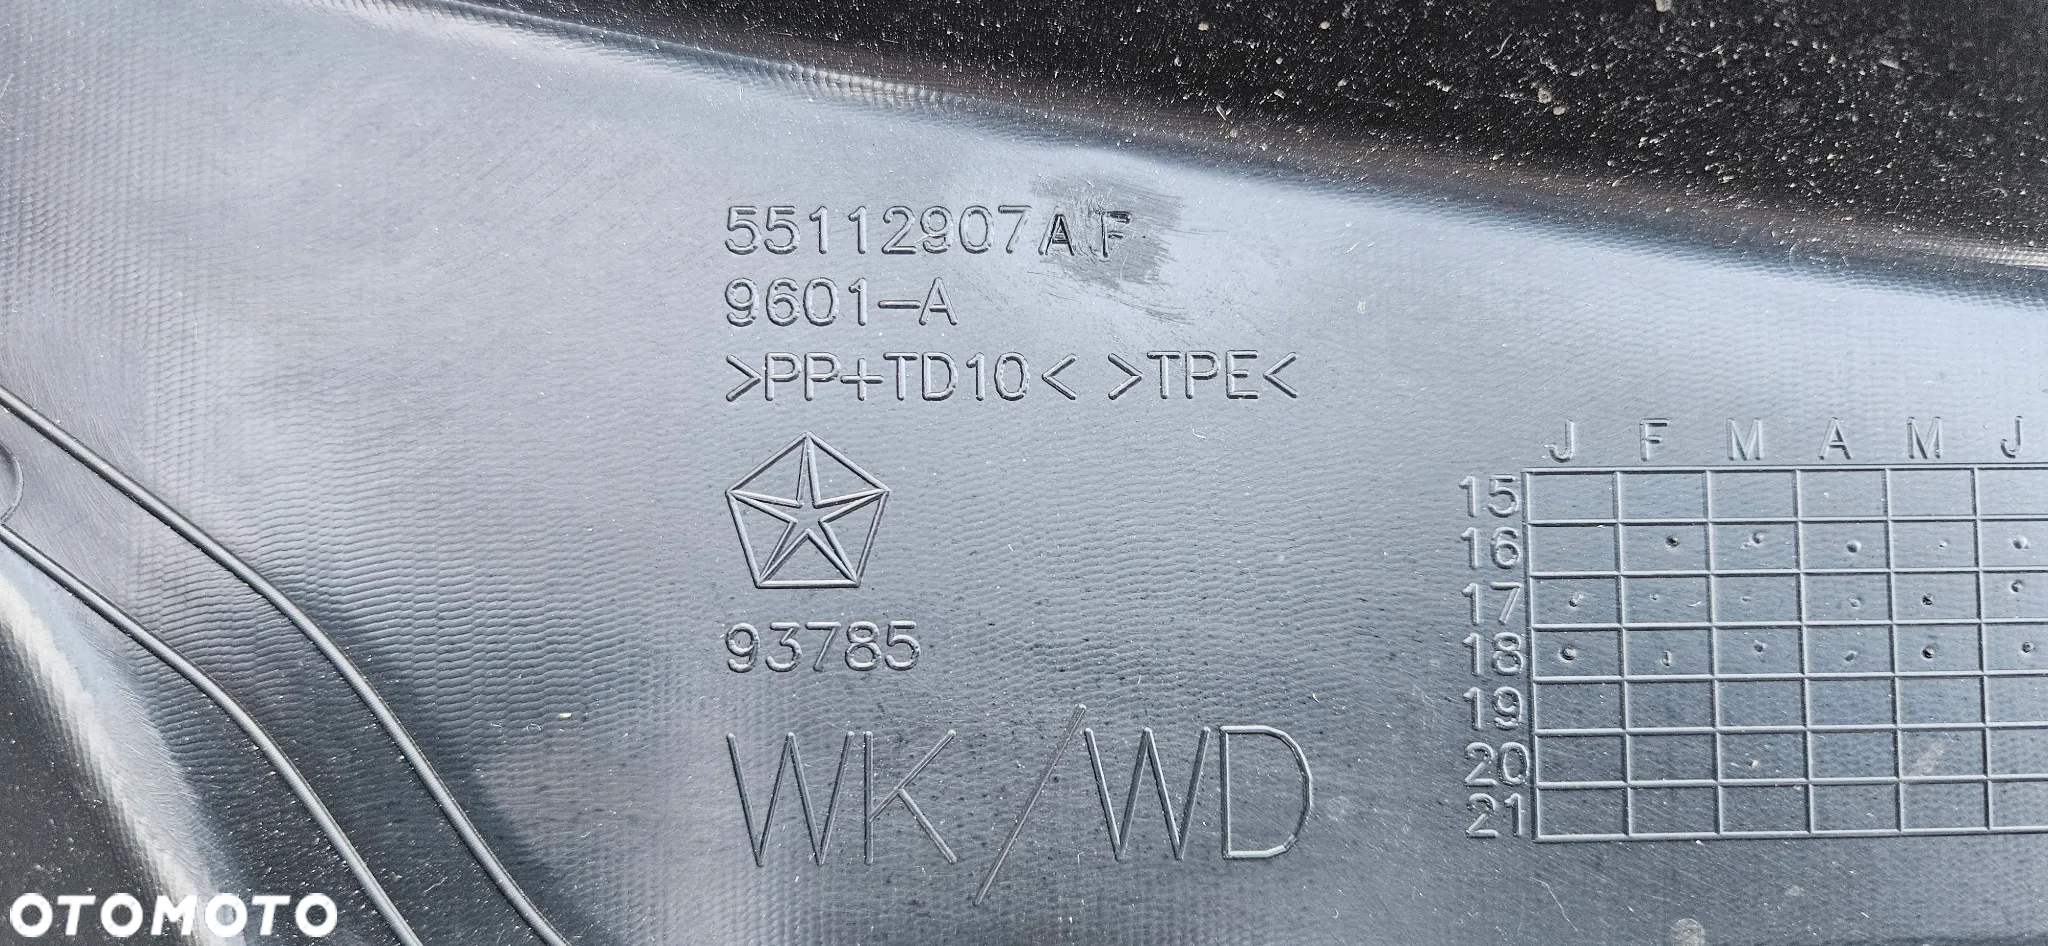 55112907AF
9601-A
>PP+TD10< >TPE<
93785
WK/WD
J F M A M J
15
16
17
18
19
20
21
OTOMOTO